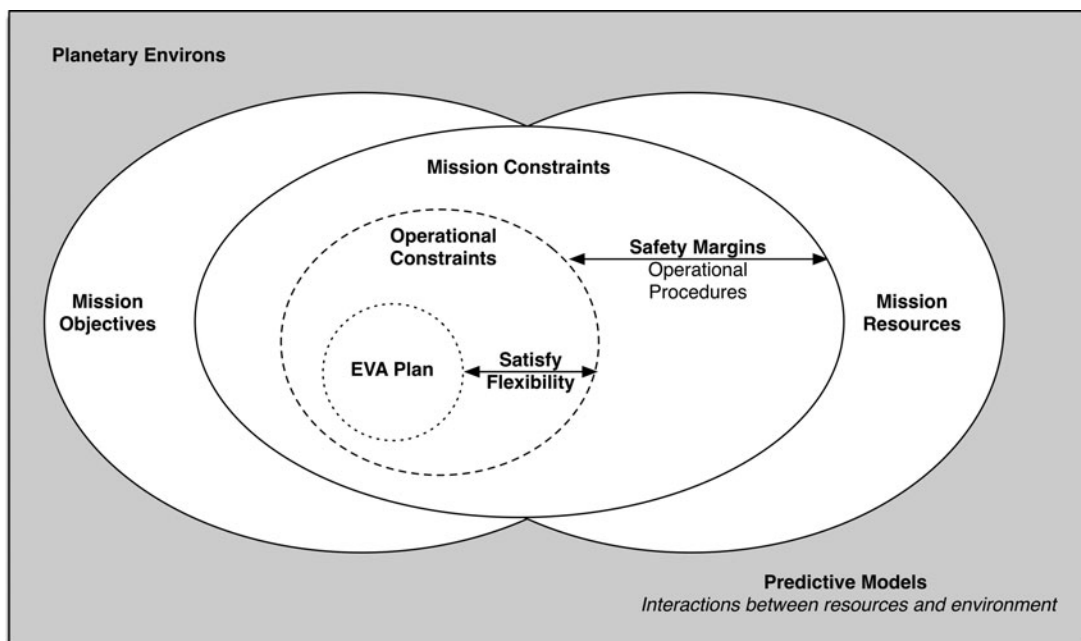 Planetary Environs
Mission Constraints
Operational
Constraints
Safety Margins
Operational
Procedures
Mission
Objectives
Mission
Resources
EVA Plan
Satisfy
Flexibility
Predictive Models
Interactions between resources and environment